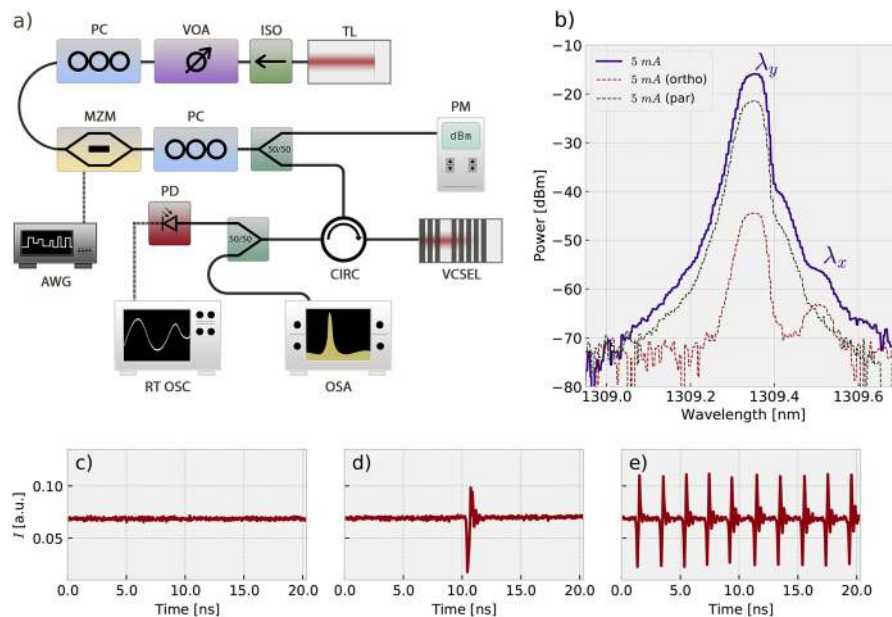 a)
PC
VOA
ISO
TL
MZM
PC
50/50
PM
dBm
PD
50/50
AWG
CIRC
VCSEL
RT OSC
OSA
b)
5 mA
5 mA (ortho)
5 mA (par)
λy
λx
Power [dBm]
−10
−20
−30
−40
−50
−60
−70
−80
1309.0 1309.2 1309.4 1309.6
Wavelength [nm]
c)
I [a.u.]
0.10
0.05
0.0 5.0 10.0 15.0 20.0
Time [ns]
d)
0.0 5.0 10.0 15.0 20.0
Time [ns]
e)
0.0 5.0 10.0 15.0 20.0
Time [ns]